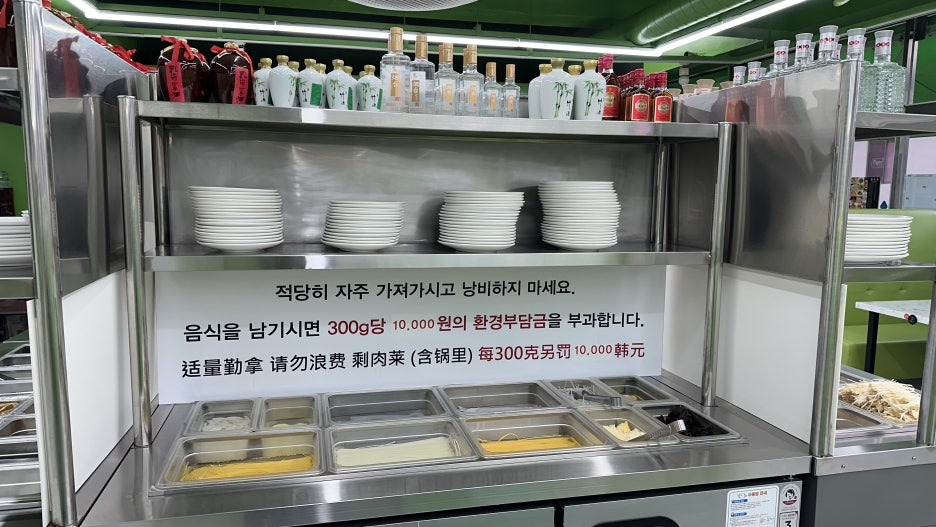 적당히 자주 가져가시고 낭비하지 마세요.
음식을 남기시면 300g당 10,000원의 환경부담금을 부과합니다.
适量勤拿 请勿浪费 剩肉莱 (含锅里) 每300克另罚10,000韩元